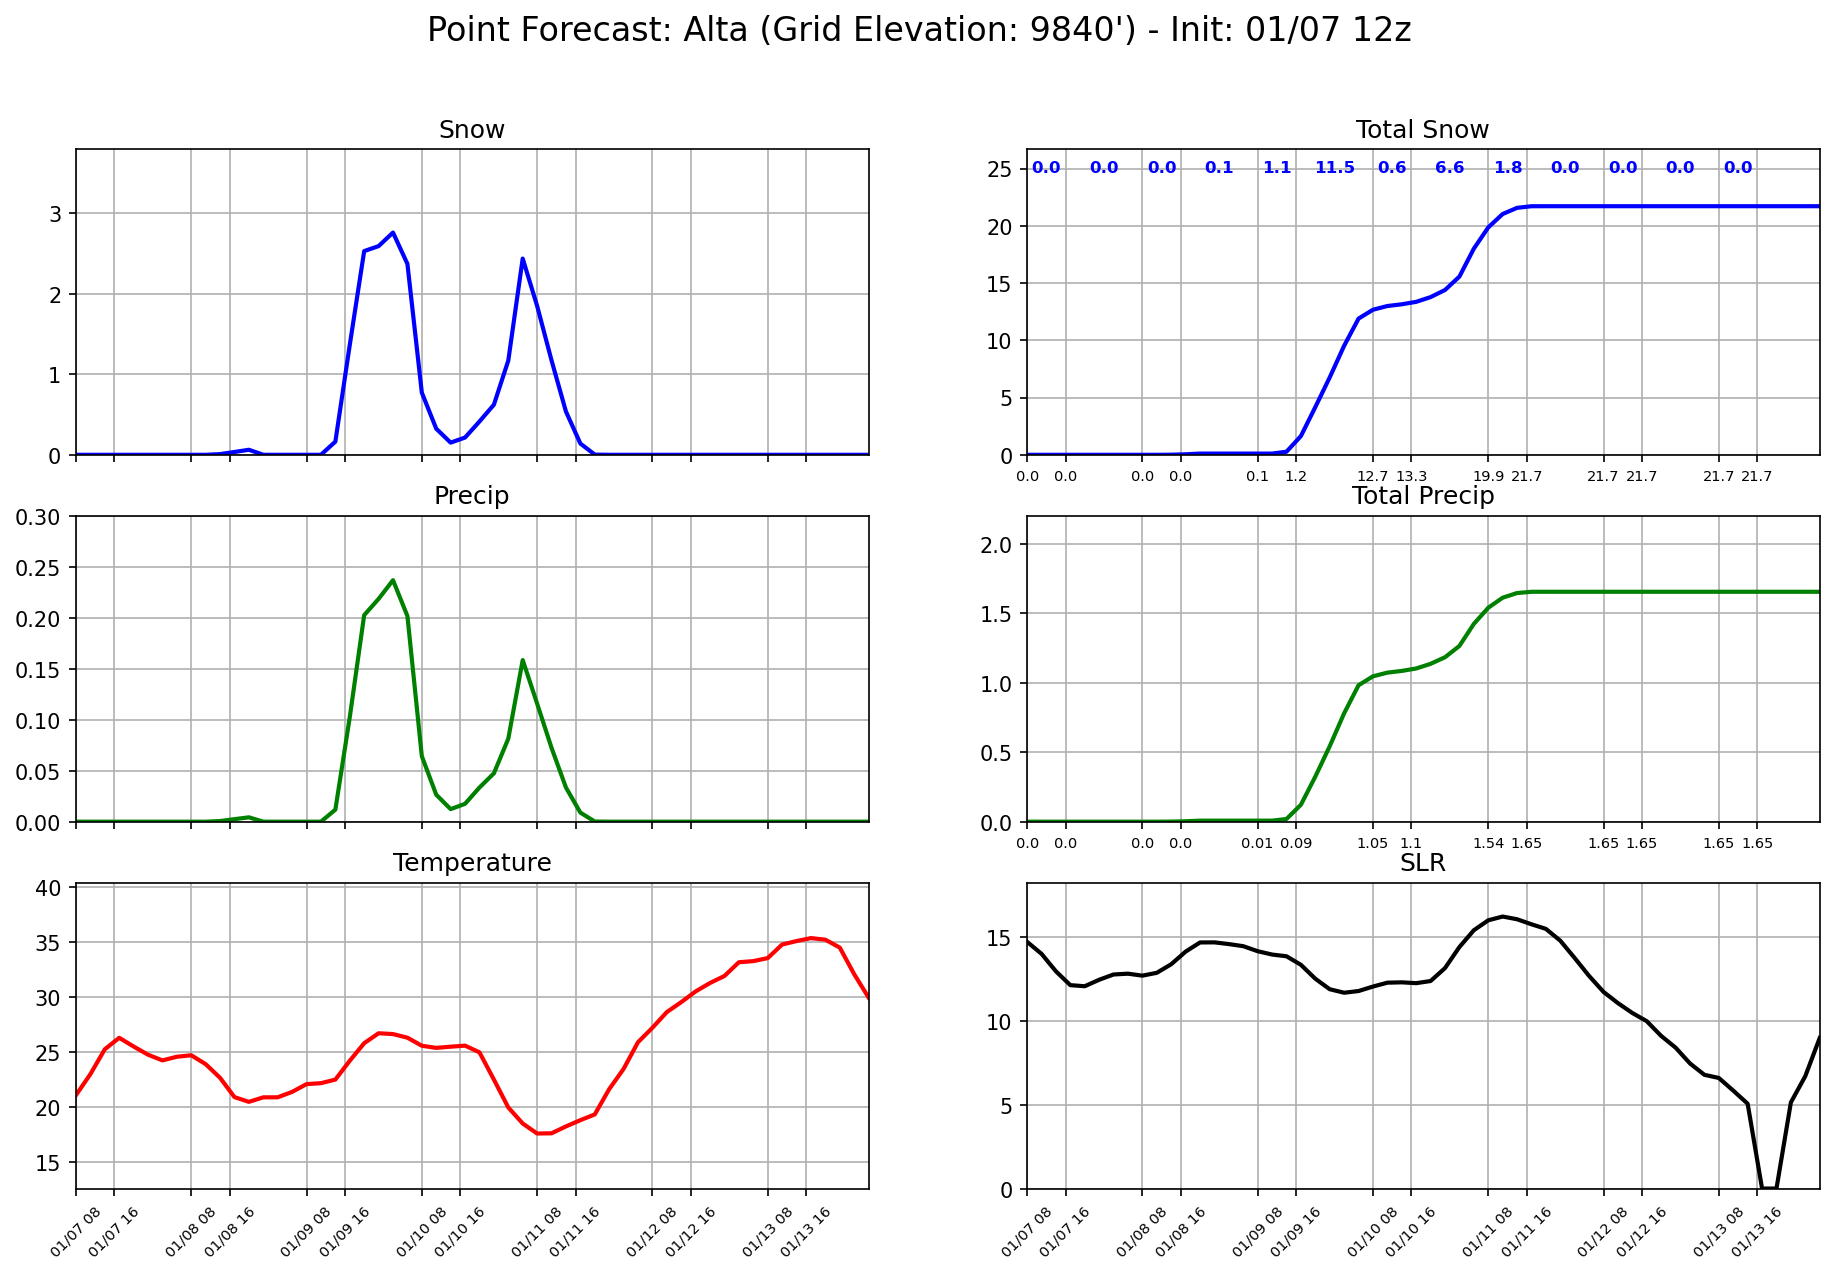 Point Forecast: Alta (Grid Elevation: 9840') - Init: 01/07 12z
Snow
3
2
1
0
Total Snow
0.0 0.0 0.0 0.1 1.1 11.5 0.6 6.6 1.8 0.0 0.0 0.0 0.0
25
20
15
10
5
0
0.0 0.0 0.0 0.0 0.1 1.2 12.7 13.3 19.9 21.7 21.7 21.7 21.7 21.7
Precip
0.30
0.25
0.20
0.15
0.10
0.05
0.00
Total Precip
2.0
1.5
1.0
0.5
0.0
0.0 0.0 0.0 0.0 0.01 0.09 1.05 1.1 1.54 1.65 1.65 1.65 1.65 1.65
Temperature
40
35
30
25
20
15
01/07 08 01/07 16 01/08 08 01/08 16 01/09 08 01/09 16 01/10 08 01/10 16 01/11 08 01/11 16 01/12 08 01/12 16 01/13 08 01/13 16
SLR
15
10
5
0
01/07 08 01/07 16 01/08 08 01/08 16 01/09 08 01/09 16 01/10 08 01/10 16 01/11 08 01/11 16 01/12 08 01/12 16 01/13 08 01/13 16